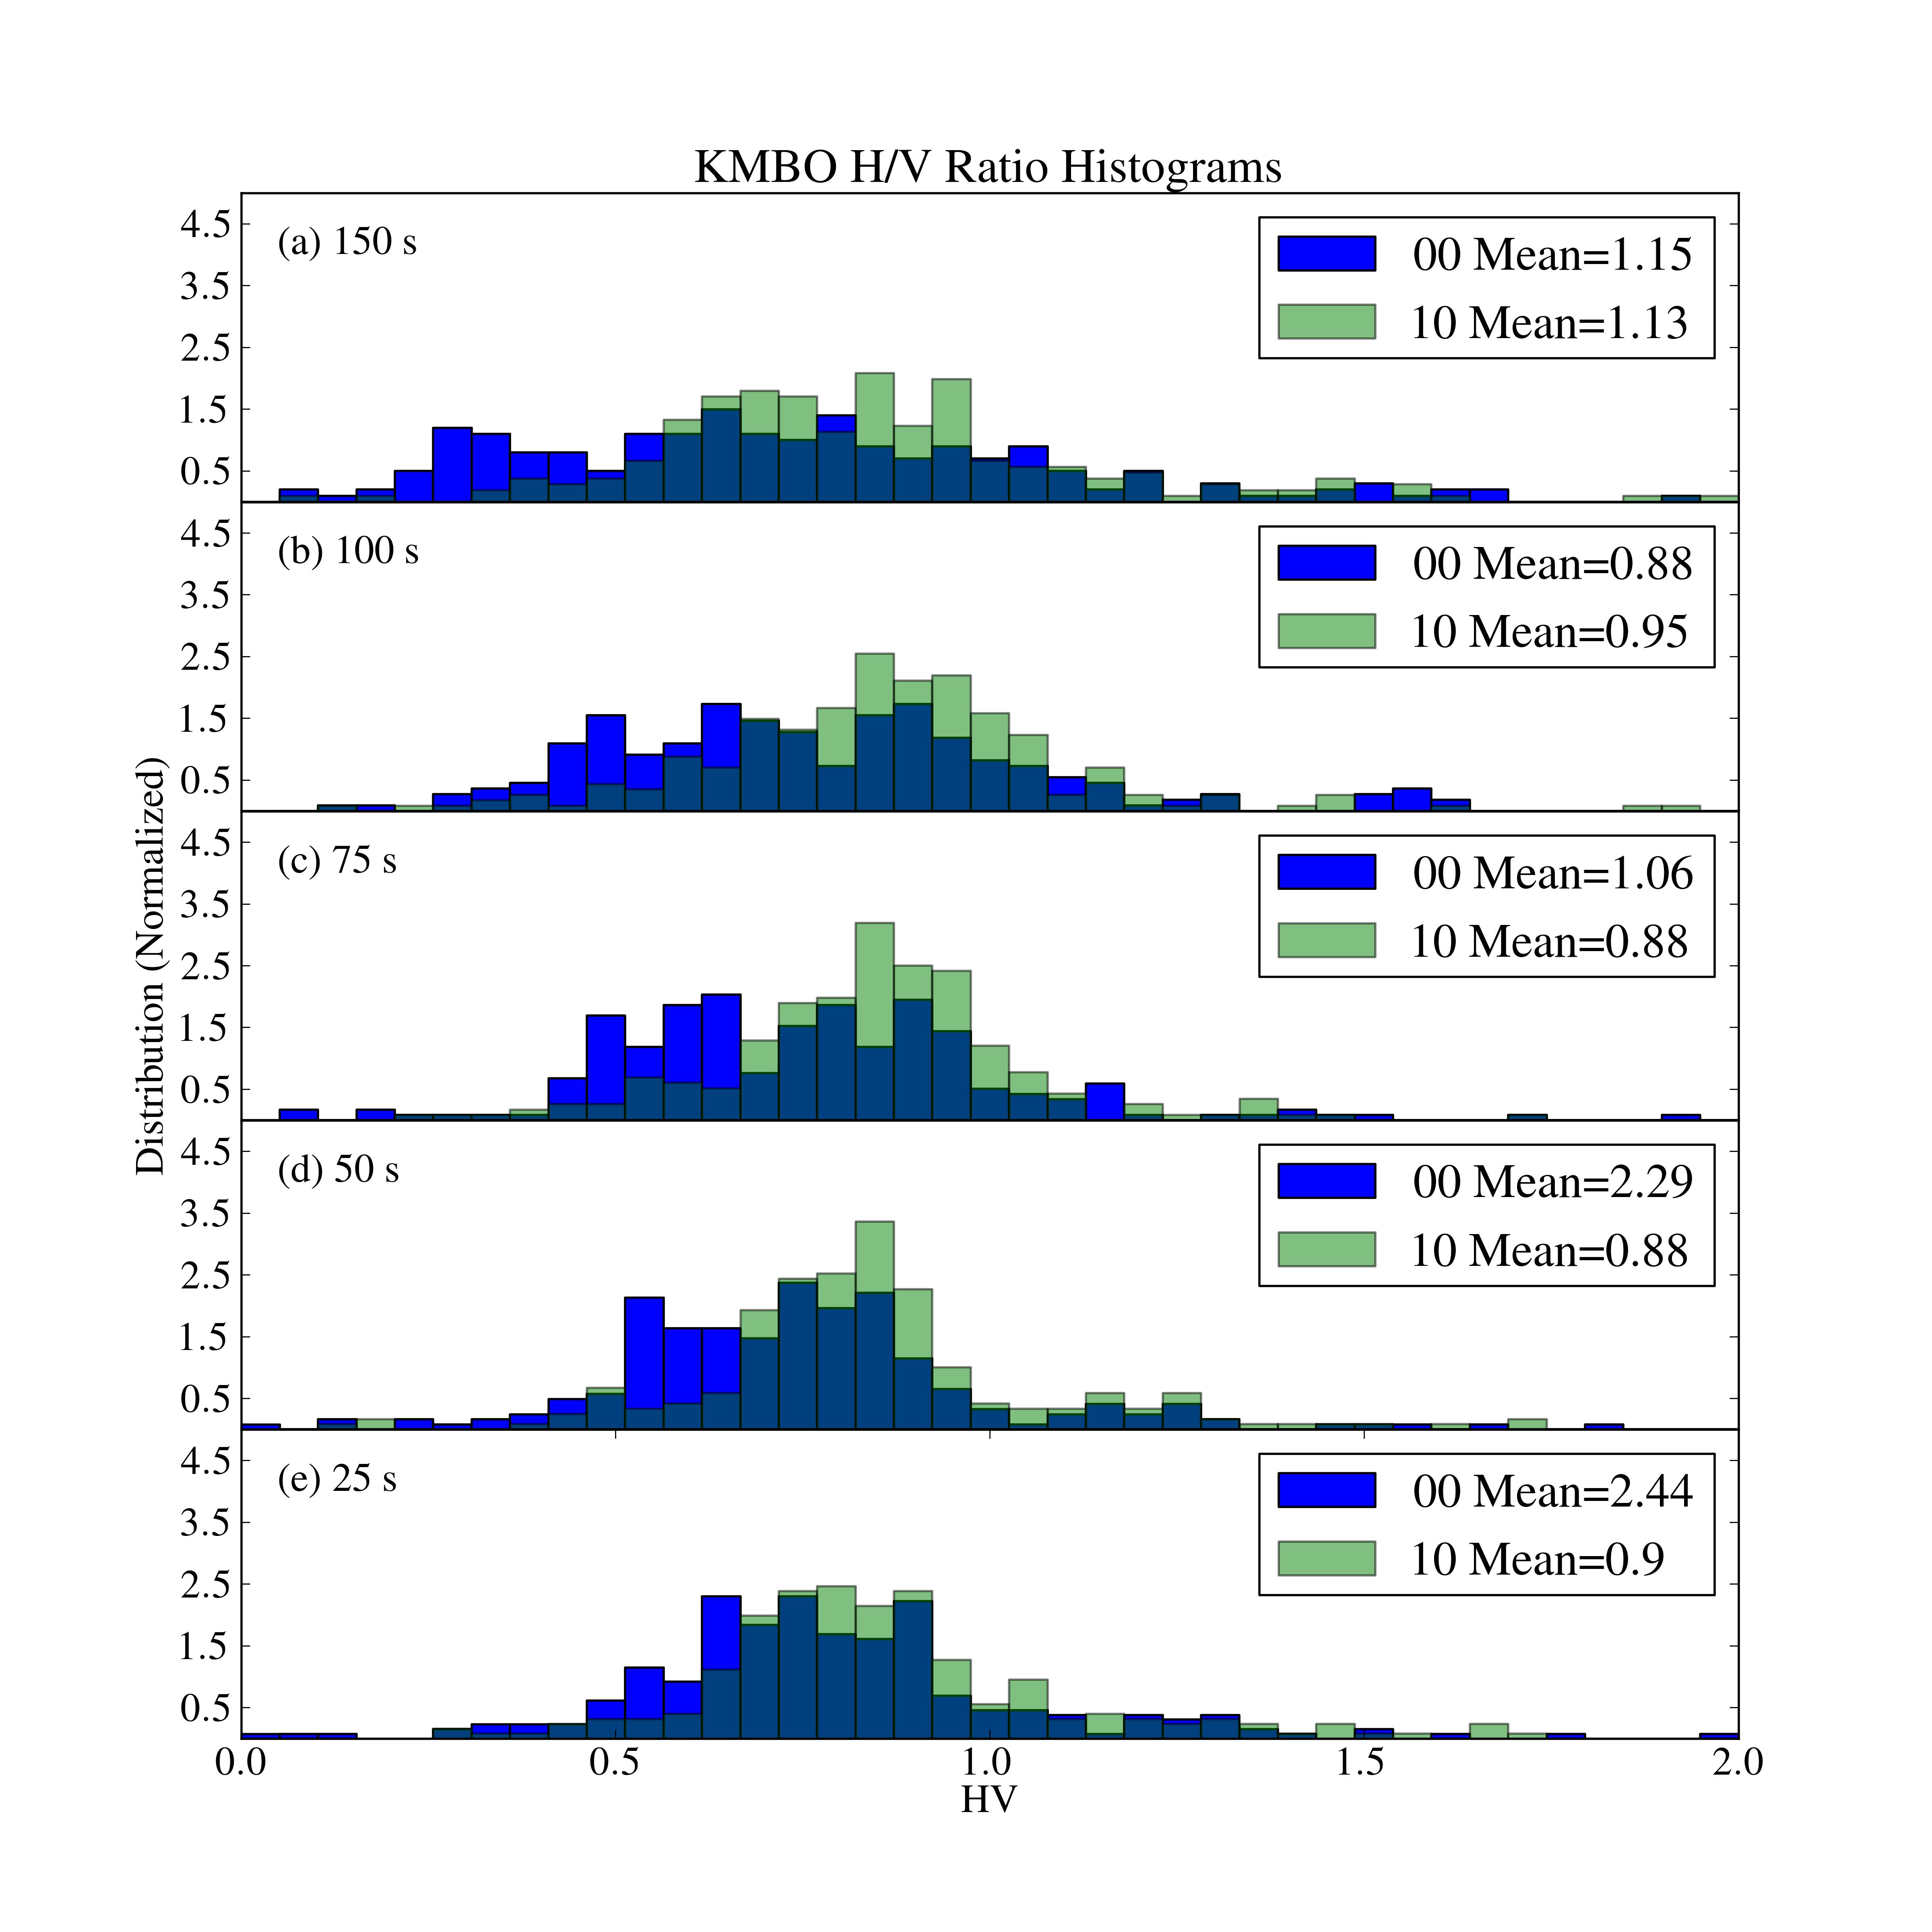 KMBO H/V Ratio Histograms
Distribution (Normalized)
4.5
3.5
2.5
1.5
0.5
(a) 150 s
00 Mean=1.15
10 Mean=1.13
4.5
3.5
2.5
1.5
0.5
(b) 100 s
00 Mean=0.88
10 Mean=0.95
4.5
3.5
2.5
1.5
0.5
(c) 75 s
00 Mean=1.06
10 Mean=0.88
4.5
3.5
2.5
1.5
0.5
(d) 50 s
00 Mean=2.29
10 Mean=0.88
4.5
3.5
2.5
1.5
0.5
(e) 25 s
00 Mean=2.44
10 Mean=0.9
0.0 0.5 1.0 1.5 2.0
HV